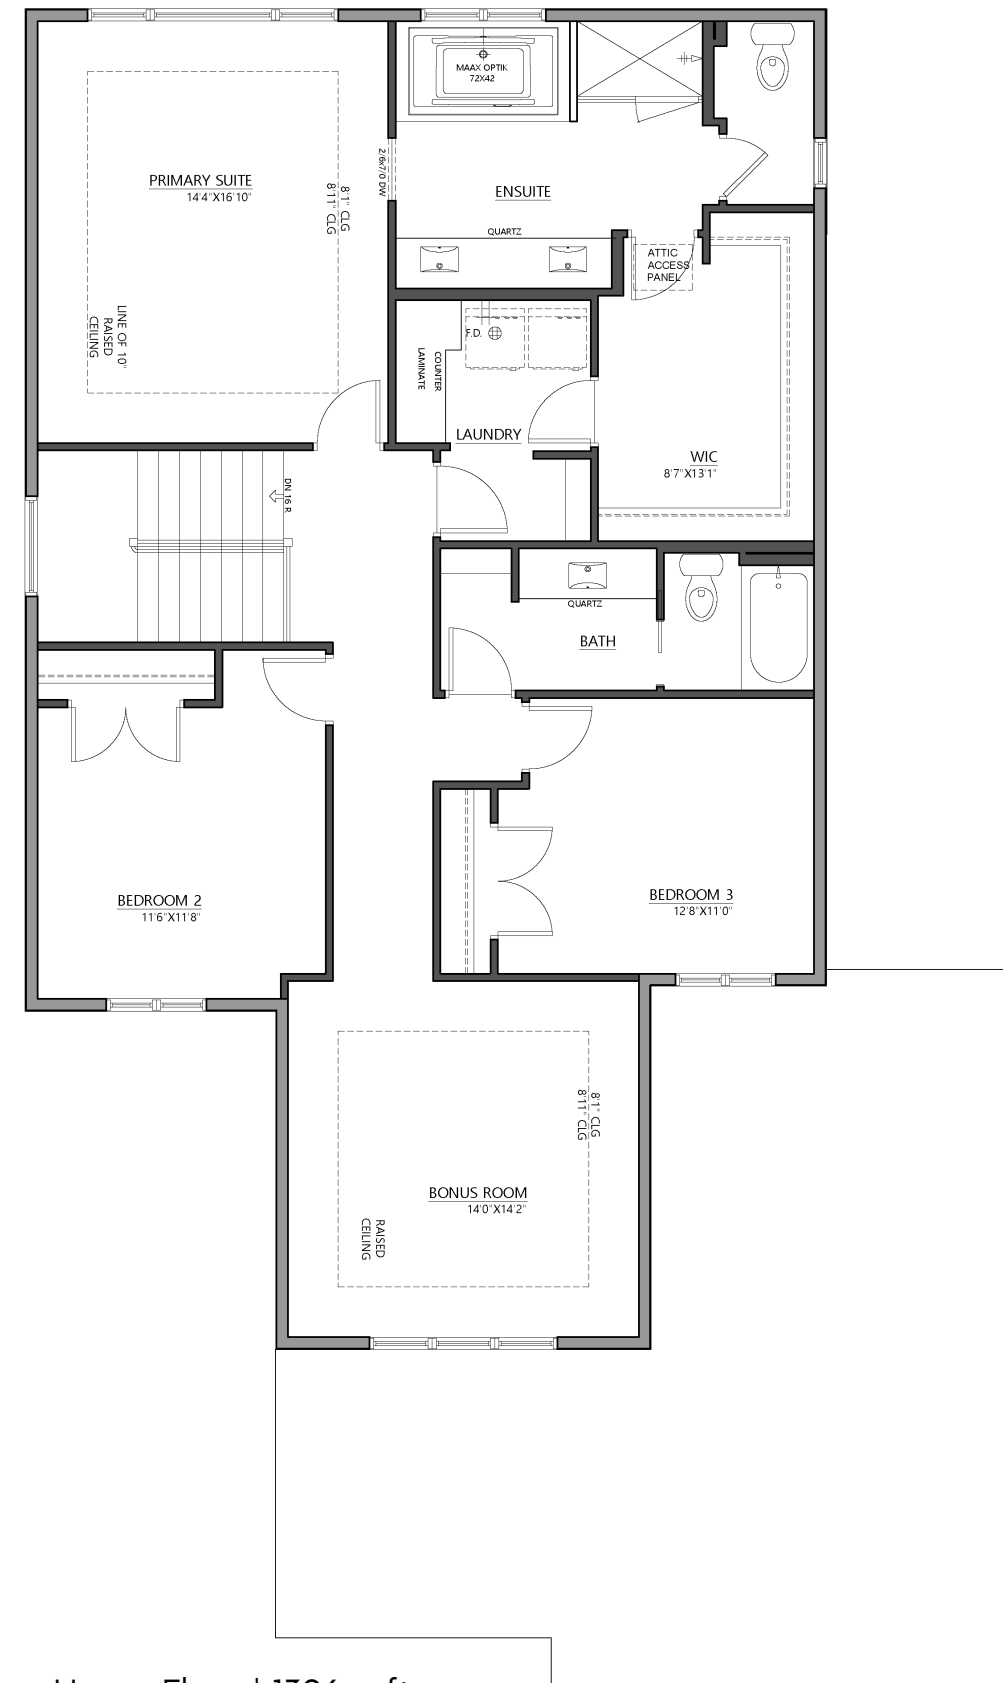 MAAX OPTIK
72X42
PRIMARY SUITE
14'4"X16'10"
8'1" CLG
8'11" CLG
2/6x7/0 DW
ENSUITE
QUARTZ
ATTIC
ACCESS
PANEL
LINE OF 10"
RAISED
CEILING
F.D.
COUNTER
LAMINATE
LAUNDRY
WIC
8'7"X13'1"
DN 16 R
QUARTZ
BATH
BEDROOM 2
11'6"X11'8"
BEDROOM 3
12'8"X11'0"
8'1" CLG
8'11" CLG
BONUS ROOM
14'0"X14'2"
RAISED
CEILING